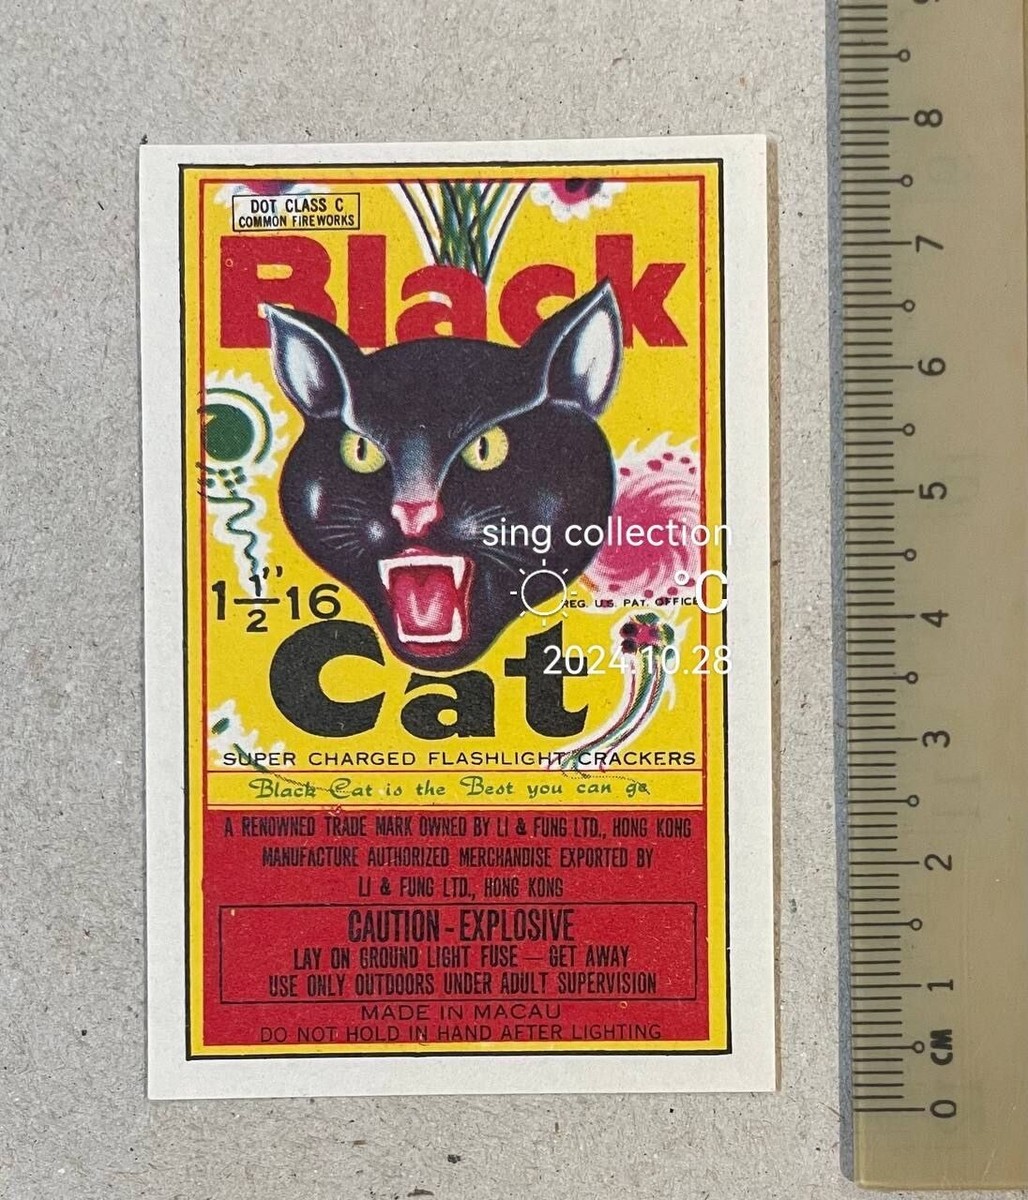 DOT CLASS C
COMMON FIREWORKS
Black
1 1/2" 16
REG. U.S. PAT. OFFICE
Cat
SUPER CHARGED FLASHLIGHT CRACKERS
Black Cat is the Best you can get
A RENOWNED TRADE MARK OWNED BY LI & FUNG LTD., HONG KONG
MANUFACTURE AUTHORIZED MERCHANDISE EXPORTED BY
LI & FUNG LTD., HONG KONG
CAUTION - EXPLOSIVE
LAY ON GROUND LIGHT FUSE — GET AWAY
USE ONLY OUTDOORS UNDER ADULT SUPERVISION
MADE IN MACAU
DO NOT HOLD IN HAND AFTER LIGHTING
sing collection
°C
2024.10.28
8
7
6
5
4
3
2
1
0 CM